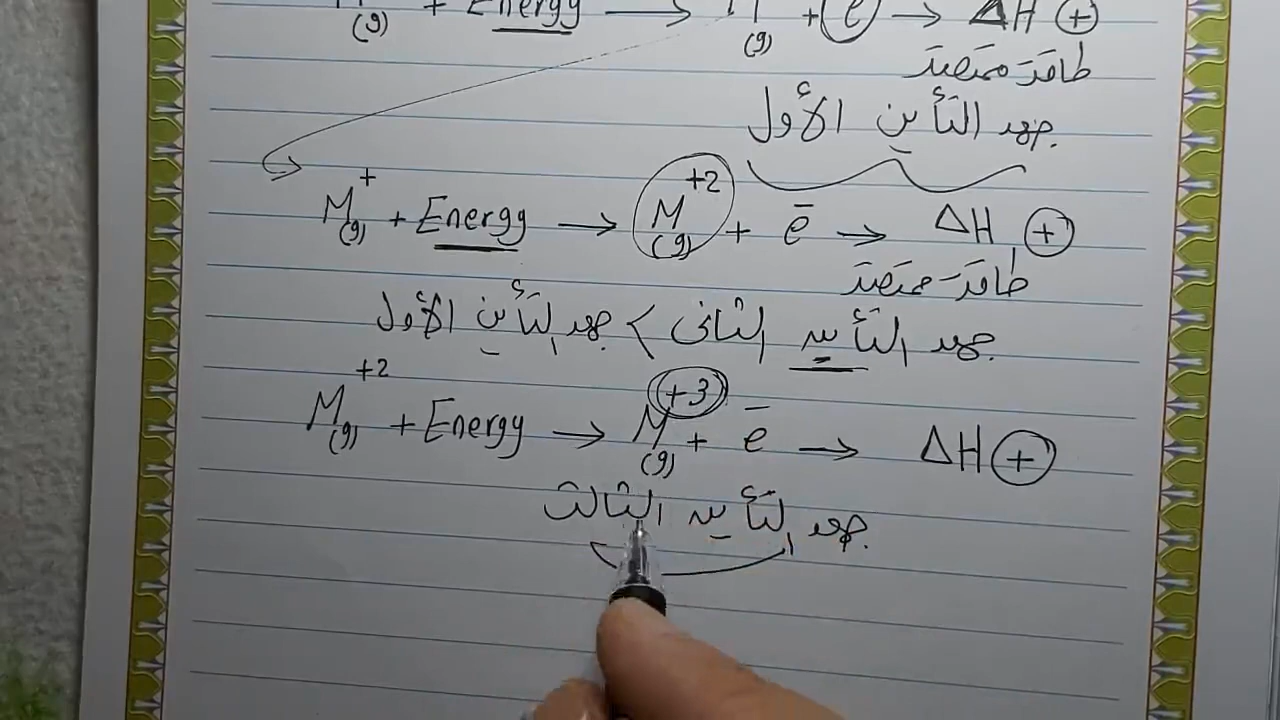 M(g) + Energy → M(g) + e → ΔH (+)
طاقة ممتصة
جهد التأين الأول
M⁺(g) + Energy → M⁺²(g) + e⁻ → ΔH (+)
طاقة ممتصة
جهد التأين الثانى > جهد التأين الأول
M⁺²(g) + Energy → M⁺³(g) + e⁻ → ΔH (+)
جهد التأين الثالث